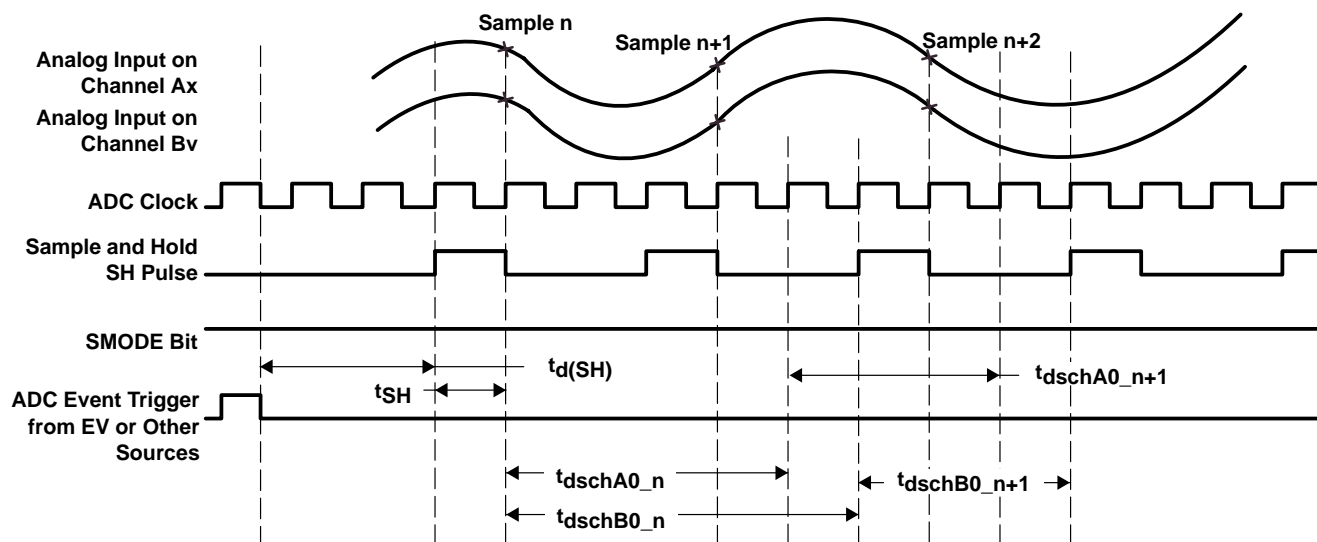 Sample n
Sample n+1
Sample n+2
Analog Input on
Channel Ax
Analog Input on
Channel Bv
ADC Clock
Sample and Hold
SH Pulse
SMODE Bit
td(SH)
tdschA0_n+1
tSH
ADC Event Trigger
from EV or Other
Sources
tdschA0_n
tdschB0_n+1
tdschB0_n